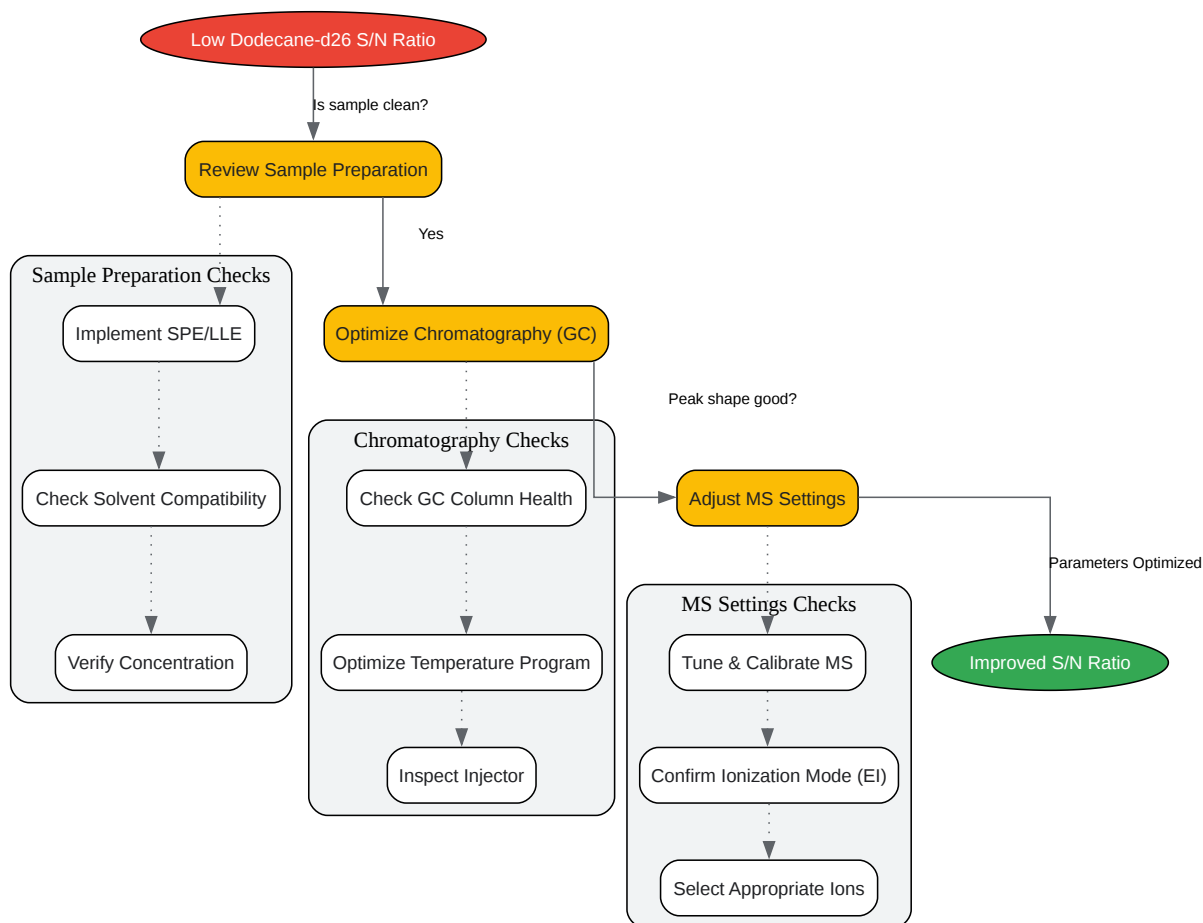 Low Dodecane-d26 S/N Ratio
Is sample clean?
Review Sample Preparation
Yes
Sample Preparation Checks
Implement SPE/LLE
Optimize Chromatography (GC)
Peak shape good?
Chromatography Checks
Check Solvent Compatibility
Check GC Column Health
Adjust MS Settings
Parameters Optimized
MS Settings Checks
Verify Concentration
Optimize Temperature Program
Tune & Calibrate MS
Improved S/N Ratio
Inspect Injector
Confirm Ionization Mode (EI)
Select Appropriate Ions